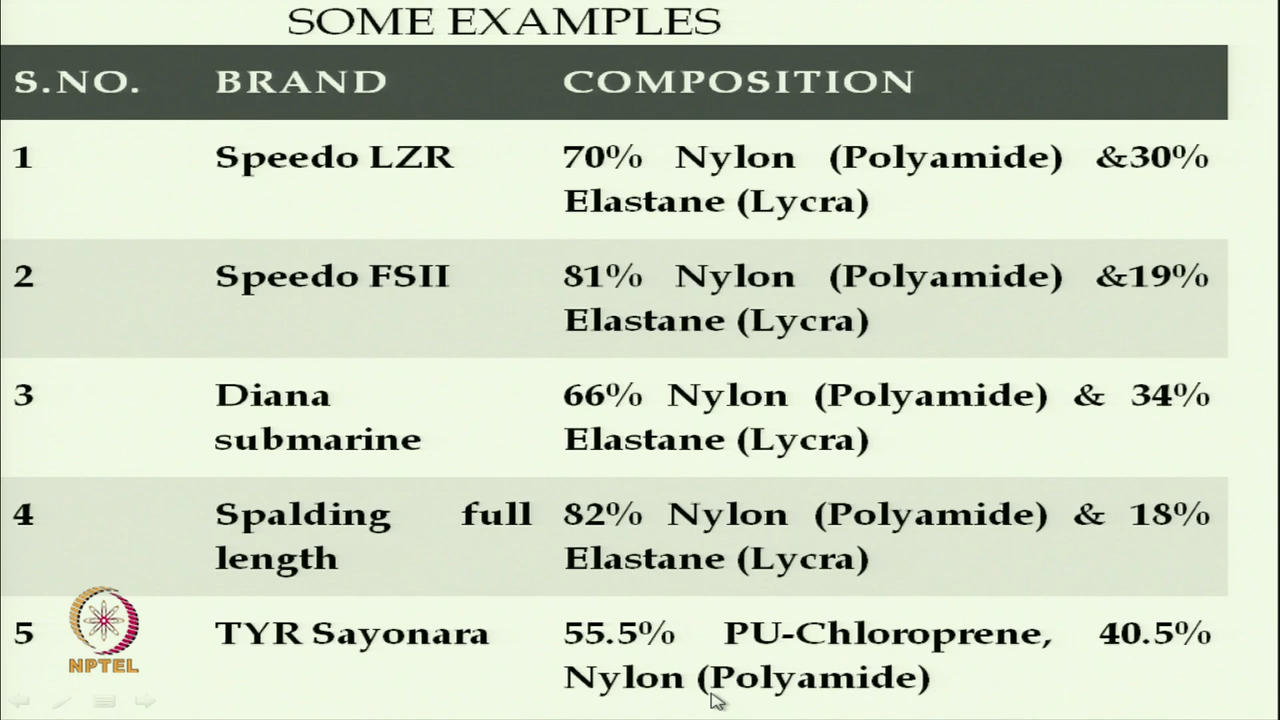 SOME EXAMPLES
S.NO. BRAND COMPOSITION
1 Speedo LZR 70% Nylon (Polyamide) &30%
Elastane (Lycra)
2 Speedo FSII 81% Nylon (Polyamide) &19%
Elastane (Lycra)
3 Diana 66% Nylon (Polyamide) & 34%
submarine Elastane (Lycra)
4 Spalding full 82% Nylon (Polyamide) & 18%
length Elastane (Lycra)
5 TYR Sayonara 55.5% PU-Chloroprene, 40.5%
Nylon (Polyamide)
NPTEL